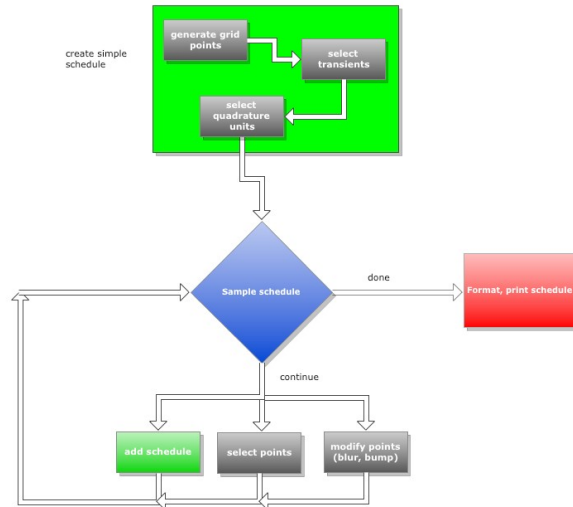 generate grid
points
create simple
schedule
select
transients
select
quadrature
units
Sample schedule
done
Format, print schedule
continue
add schedule
select points
modify points
(blur, bump)